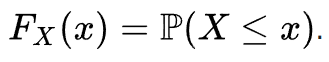 F_X(x) = ℙ(X ≤ x).